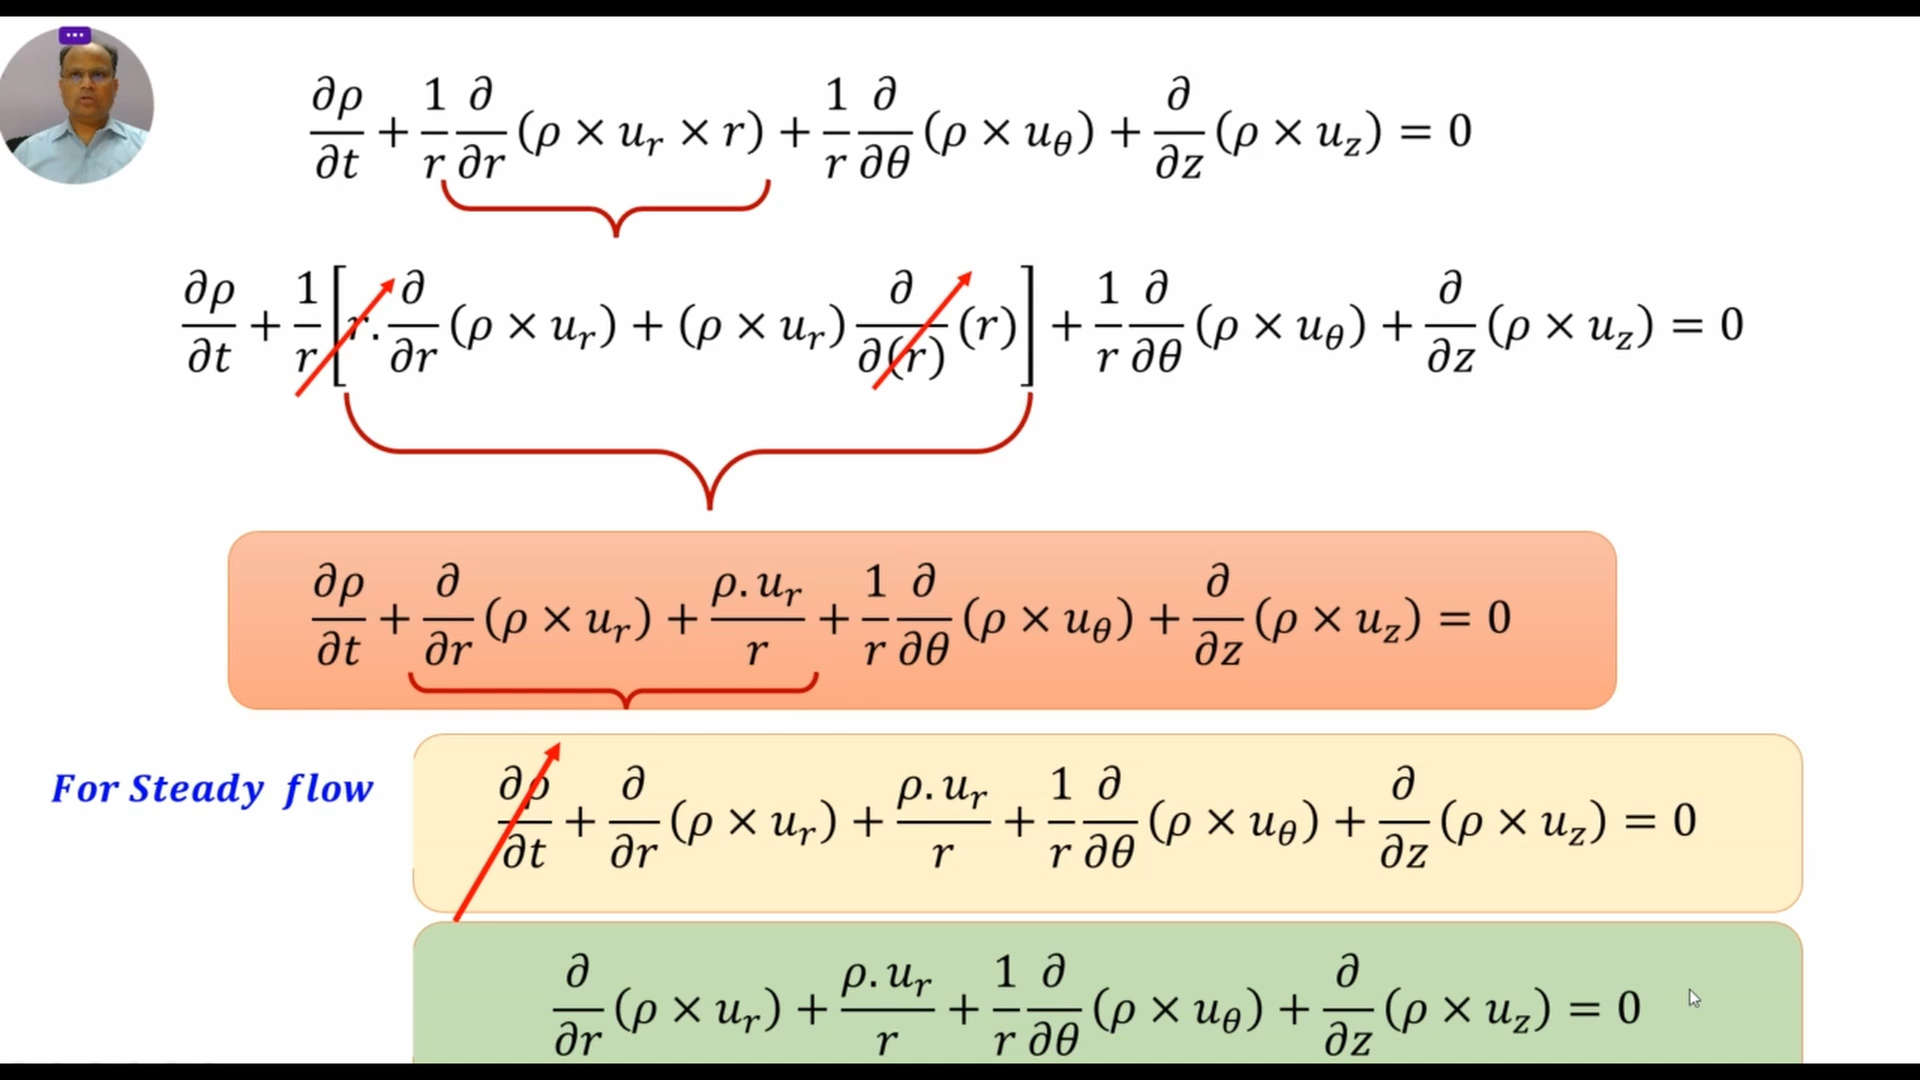 ∂ρ/∂t + 1/r ∂/∂r (ρ × u_r × r) + 1/r ∂/∂θ (ρ × u_θ) + ∂/∂z (ρ × u_z) = 0
∂ρ/∂t + 1/r [r. ∂/∂r (ρ × u_r) + (ρ × u_r) ∂/∂(r) (r)] + 1/r ∂/∂θ (ρ × u_θ) + ∂/∂z (ρ × u_z) = 0
∂ρ/∂t + ∂/∂r (ρ × u_r) + ρ.u_r/r + 1/r ∂/∂θ (ρ × u_θ) + ∂/∂z (ρ × u_z) = 0
For Steady flow
∂ρ/∂t + ∂/∂r (ρ × u_r) + ρ.u_r/r + 1/r ∂/∂θ (ρ × u_θ) + ∂/∂z (ρ × u_z) = 0
∂/∂r (ρ × u_r) + ρ.u_r/r + 1/r ∂/∂θ (ρ × u_θ) + ∂/∂z (ρ × u_z) = 0